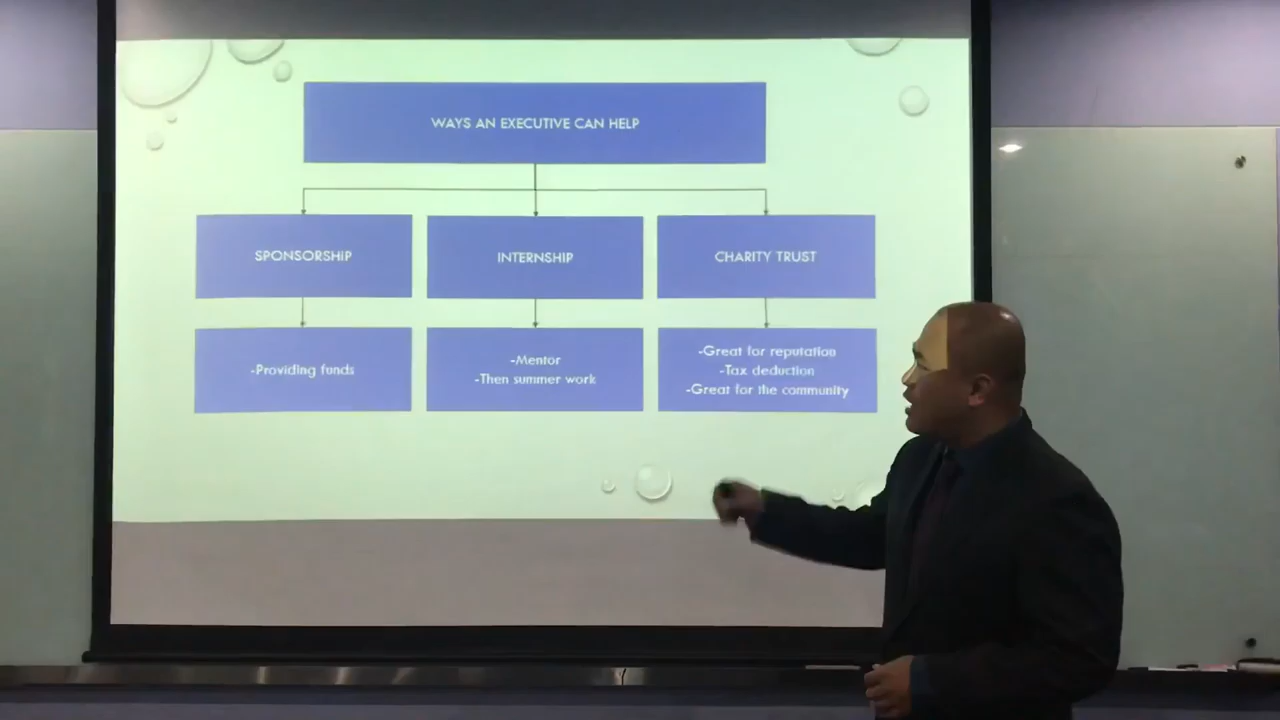 WAYS AN EXECUTIVE CAN HELP
SPONSORSHIP
INTERNSHIP
CHARITY TRUST
-Providing funds
-Mentor
-Then summer work
-Great for reputation
-Tax deduction
-Great for the community